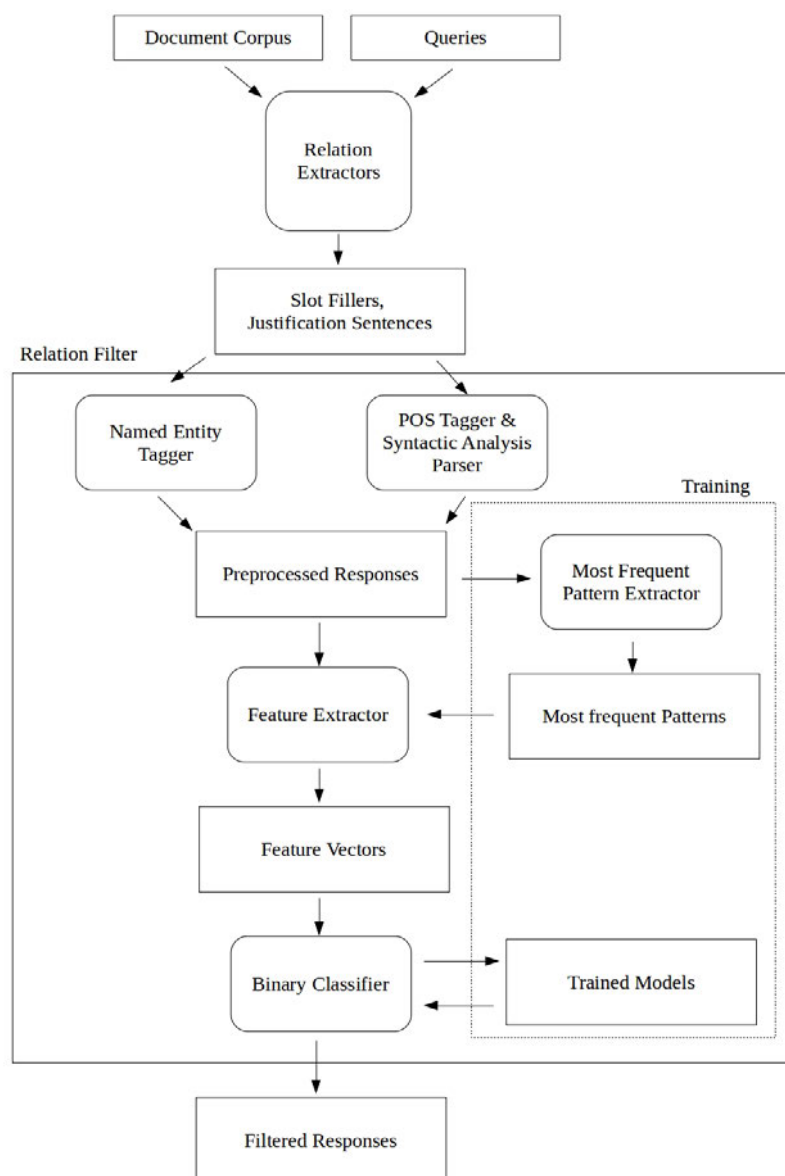 Document Corpus
Queries
Relation
Extractors
Slot Fillers,
Justification Sentences
Relation Filter
Named Entity
Tagger
POS Tagger &
Syntactic Analysis
Parser
Training
Preprocessed Responses
Most Frequent
Pattern Extractor
Feature Extractor
Most frequent Patterns
Feature Vectors
Binary Classifier
Trained Models
Filtered Responses